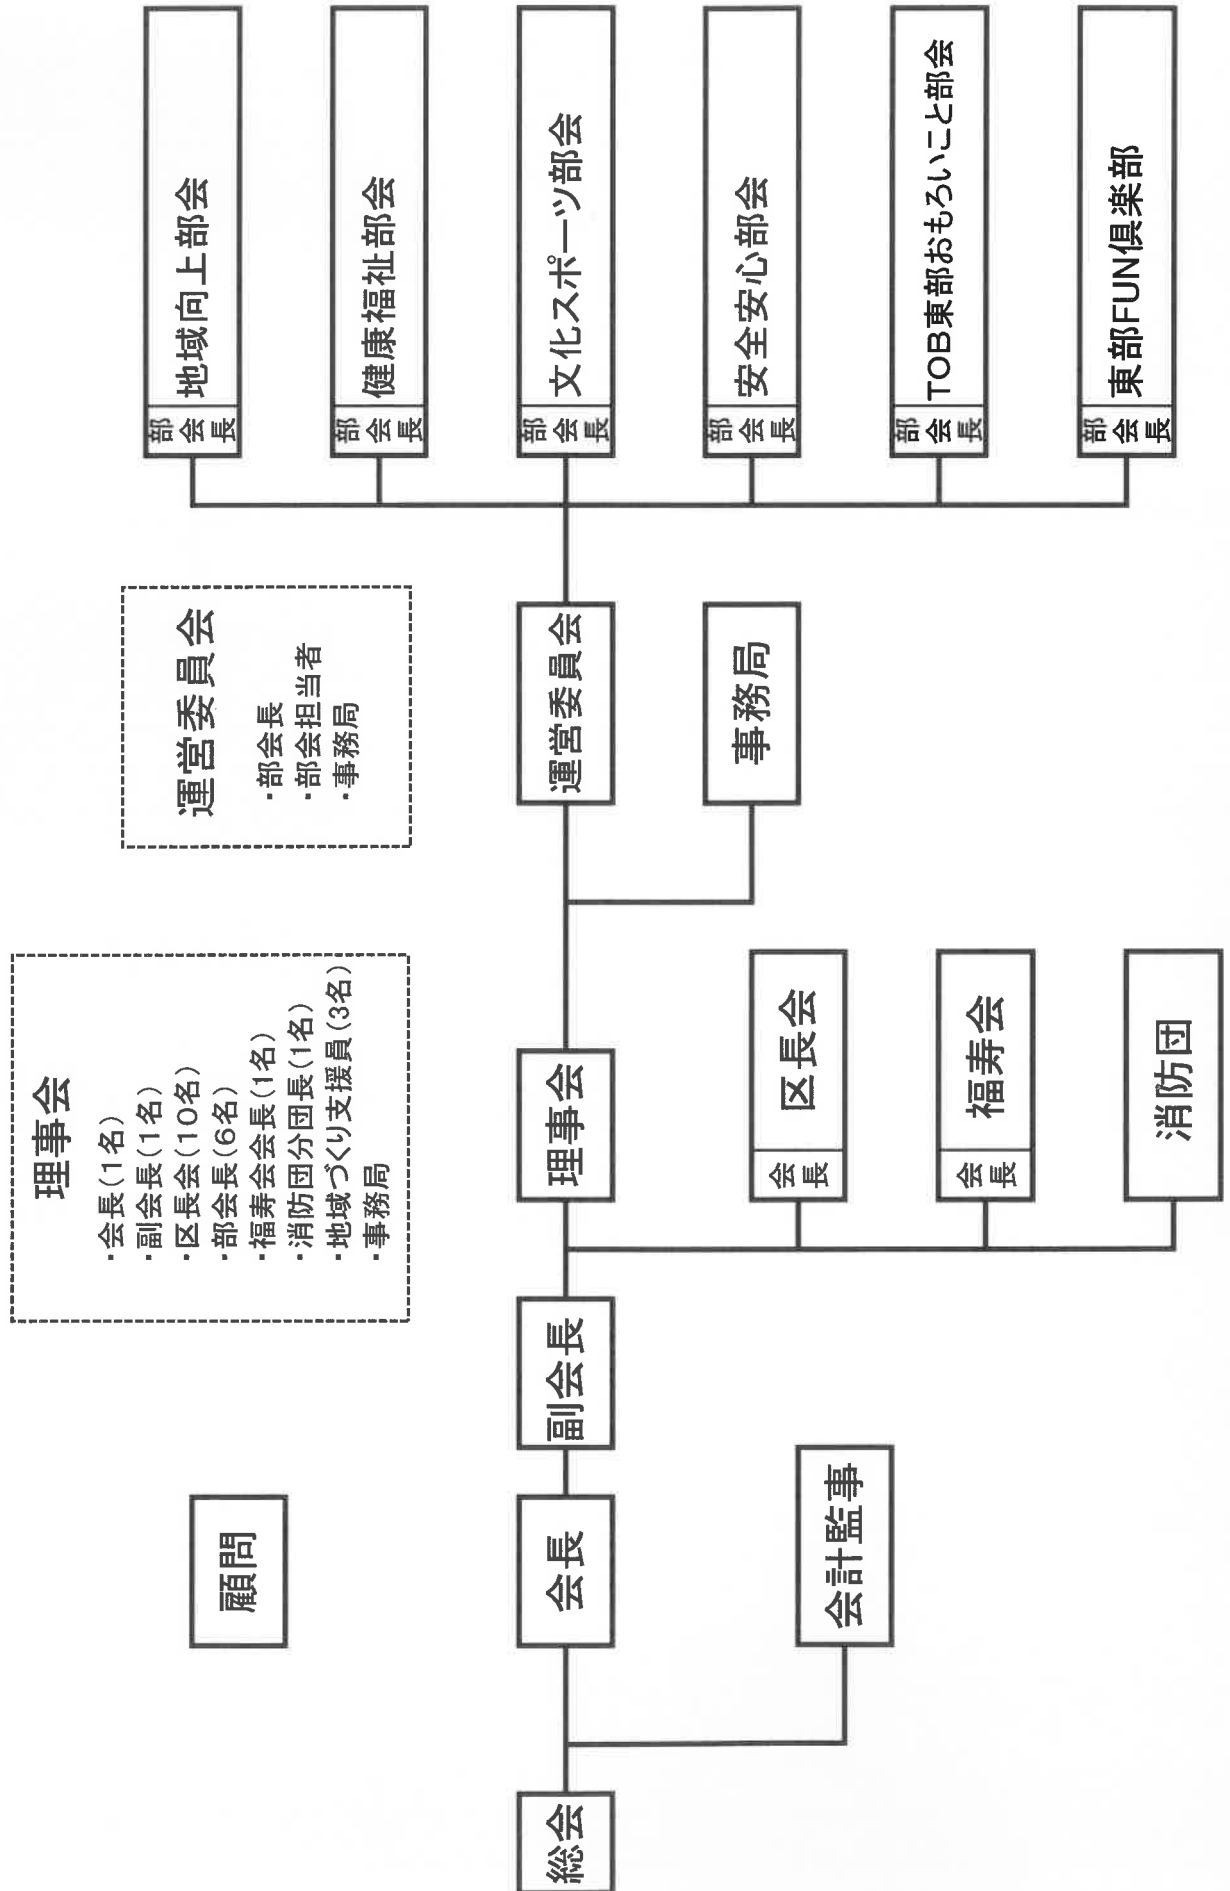 総会
会長
会計監事
顧問
副会長
理事会
・会長(1名)
・副会長(1名)
・区長会(10名)
・部会長(6名)
・福寿会会長(1名)
・消防団分団長(1名)
・地域づくり支援員(3名)
・事務局
理事会
会長
区長会
会長
福寿会
消防団
運営委員会
・部会長
・部会担当者
・事務局
運営委員会
事務局
部会長
地域向上部会
部会長
健康福祉部会
部会長
文化スポーツ部会
部会長
安全安心部会
部会長
TOB東部おもろいこと部会
部会長
東部FUN倶楽部